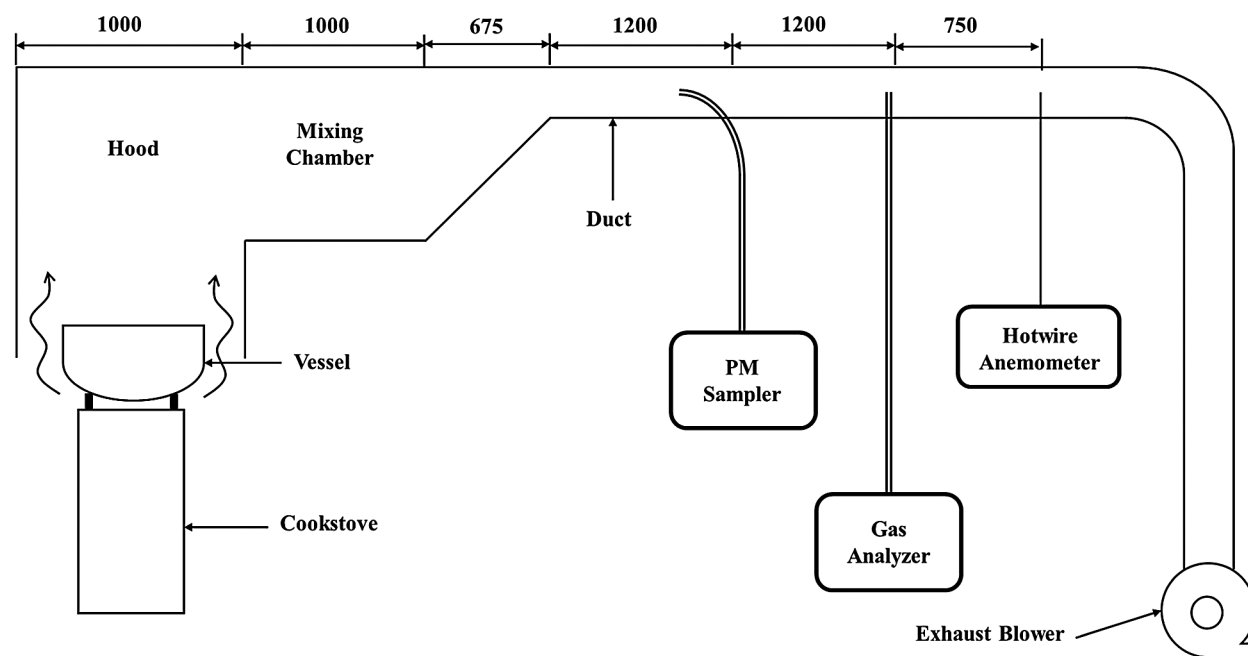 1000
1000
675
1200
1200
750
Hood
Mixing
Chamber
Duct
Vessel
PM
Sampler
Hotwire
Anemometer
Cookstove
Gas
Analyzer
Exhaust Blower